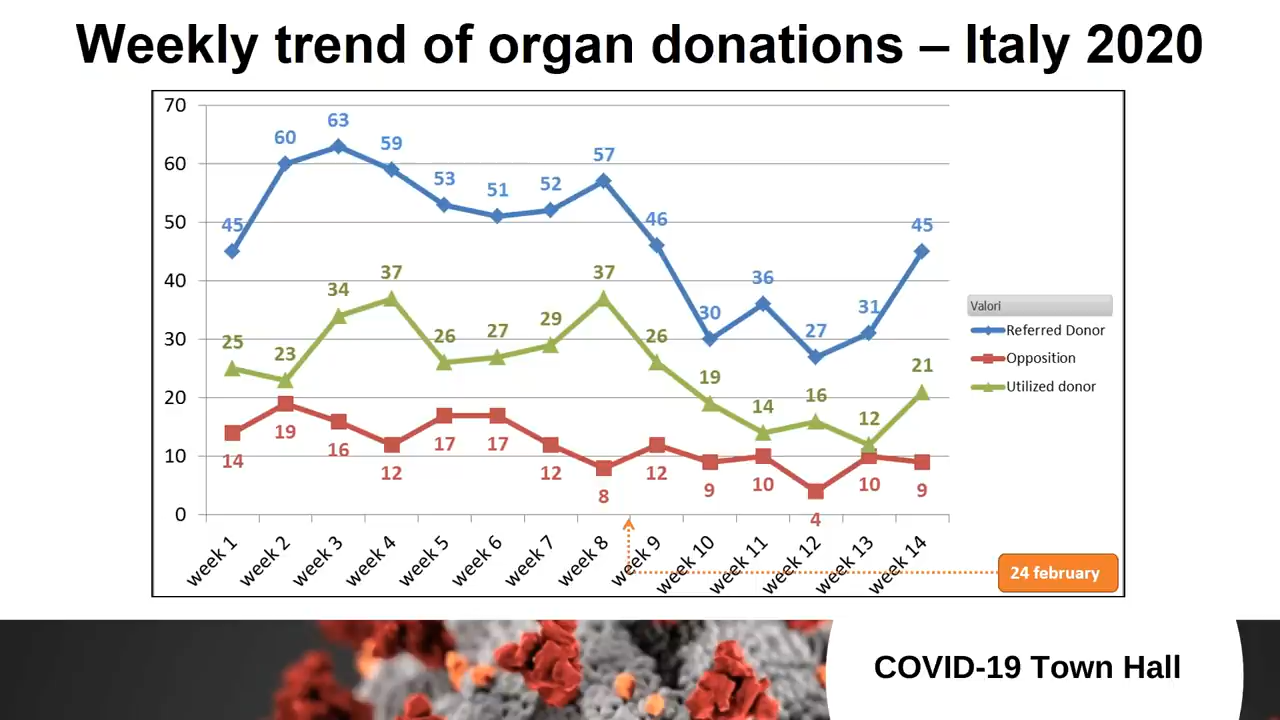 Weekly trend of organ donations – Italy 2020
70
60
50
40
30
20
10
0
45
60
63
59
53
51
52
57
46
30
36
27
31
45
25
23
34
37
26
27
29
37
26
19
14
16
12
21
14
19
16
12
17
17
12
8
12
9
10
4
10
9
week 1
week 2
week 3
week 4
week 5
week 6
week 7
week 8
week 9
week 10
week 11
week 12
week 13
week 14
Valori
Referred Donor
Opposition
Utilized donor
24 february
COVID-19 Town Hall